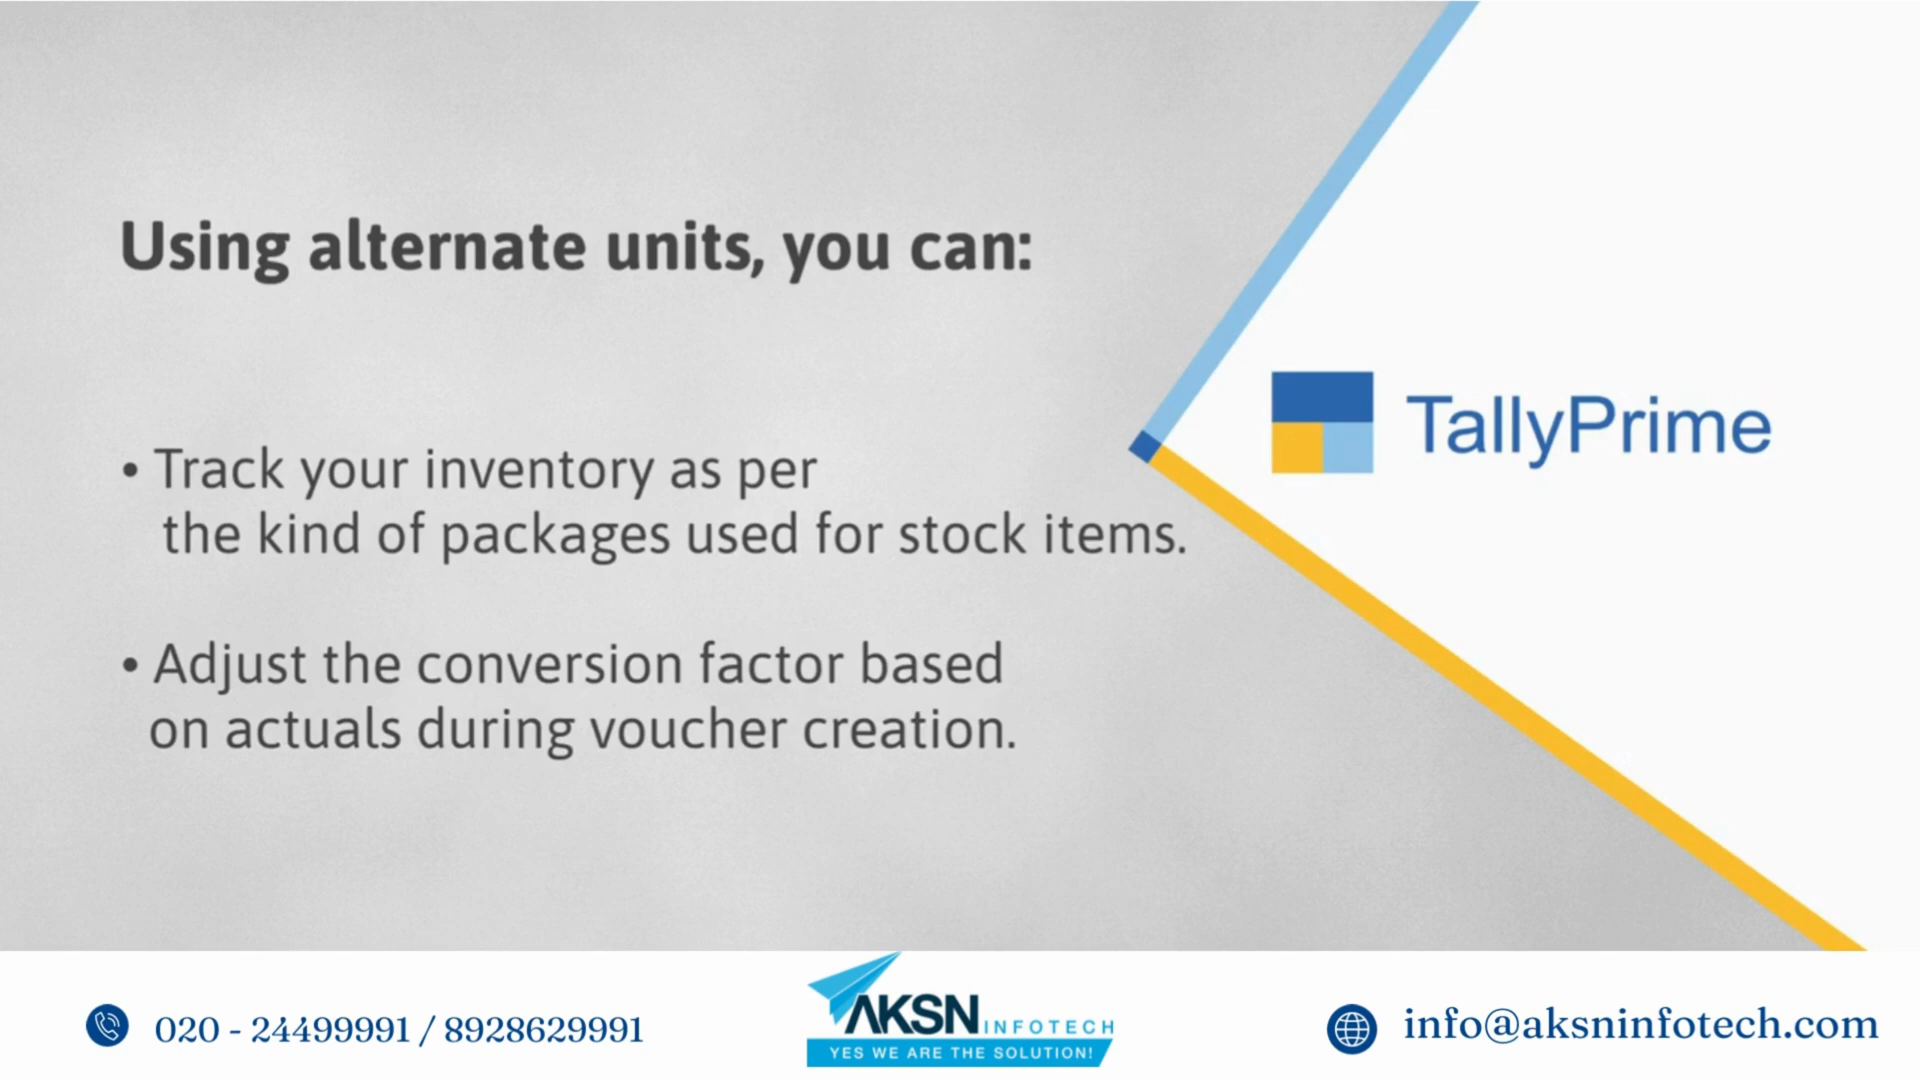 Using alternate units, you can:
• Track your inventory as per
the kind of packages used for stock items.
• Adjust the conversion factor based
on actuals during voucher creation.
TallyPrime
020 - 24499991 / 8928629991
AKSN INFOTECH
YES WE ARE THE SOLUTION!
info@aksninfotech.com